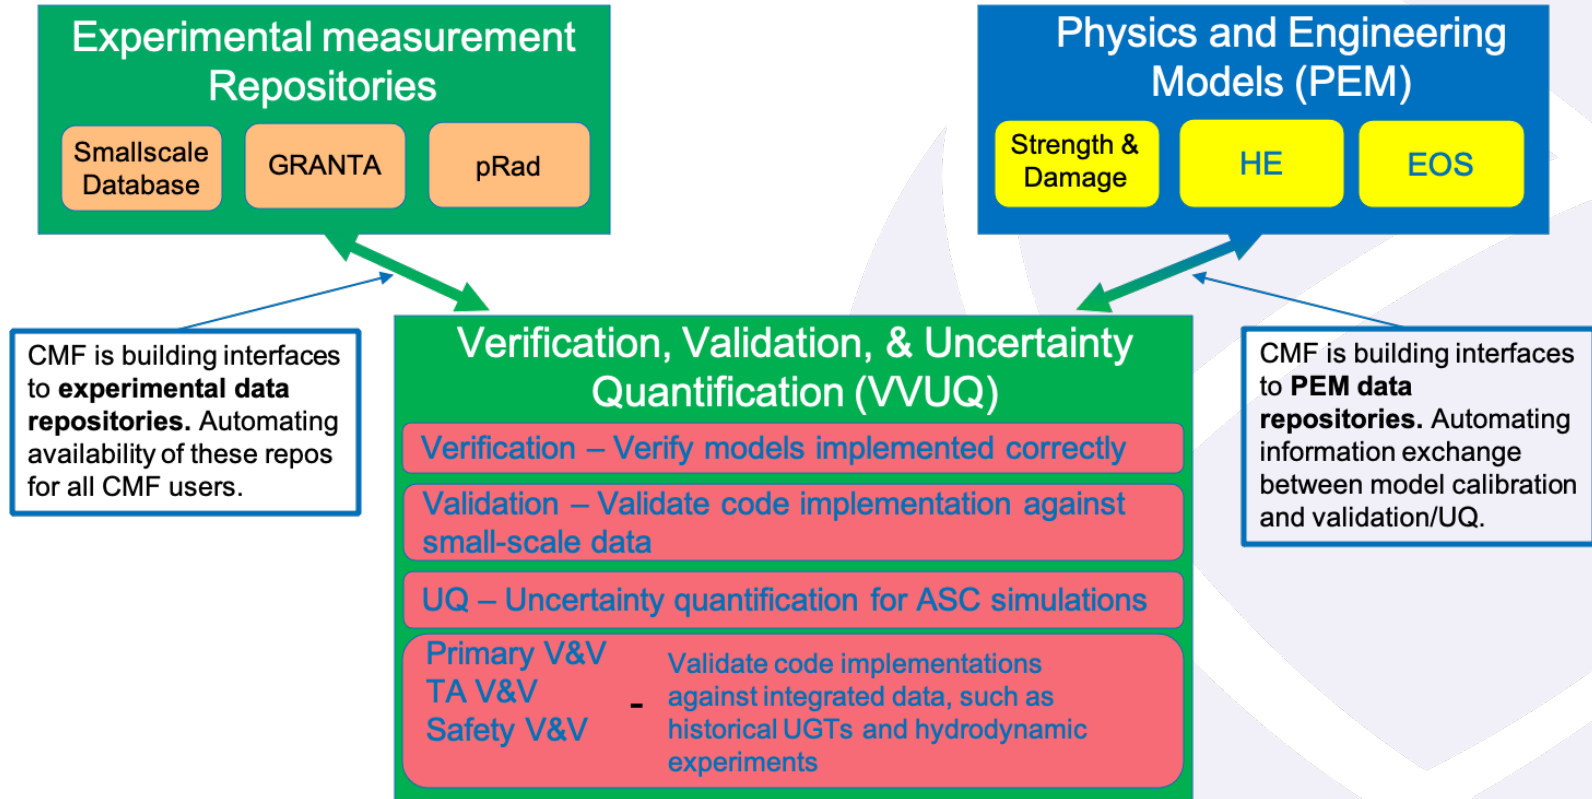 Experimental measurement
Repositories
Smallscale
Database
GRANTA
pRad
Physics and Engineering
Models (PEM)
Strength &
Damage
HE
EOS
CMF is building interfaces
to experimental data
repositories. Automating
availability of these repos
for all CMF users.
Verification, Validation, & Uncertainty
Quantification (VVUQ)
Verification – Verify models implemented correctly
Validation – Validate code implementation against
small-scale data
UQ – Uncertainty quantification for ASC simulations
Primary V&V
TA V&V
Safety V&V
-
Validate code implementations
against integrated data, such as
historical UGTs and hydrodynamic
experiments
CMF is building interfaces
to PEM data
repositories. Automating
information exchange
between model calibration
and validation/UQ.